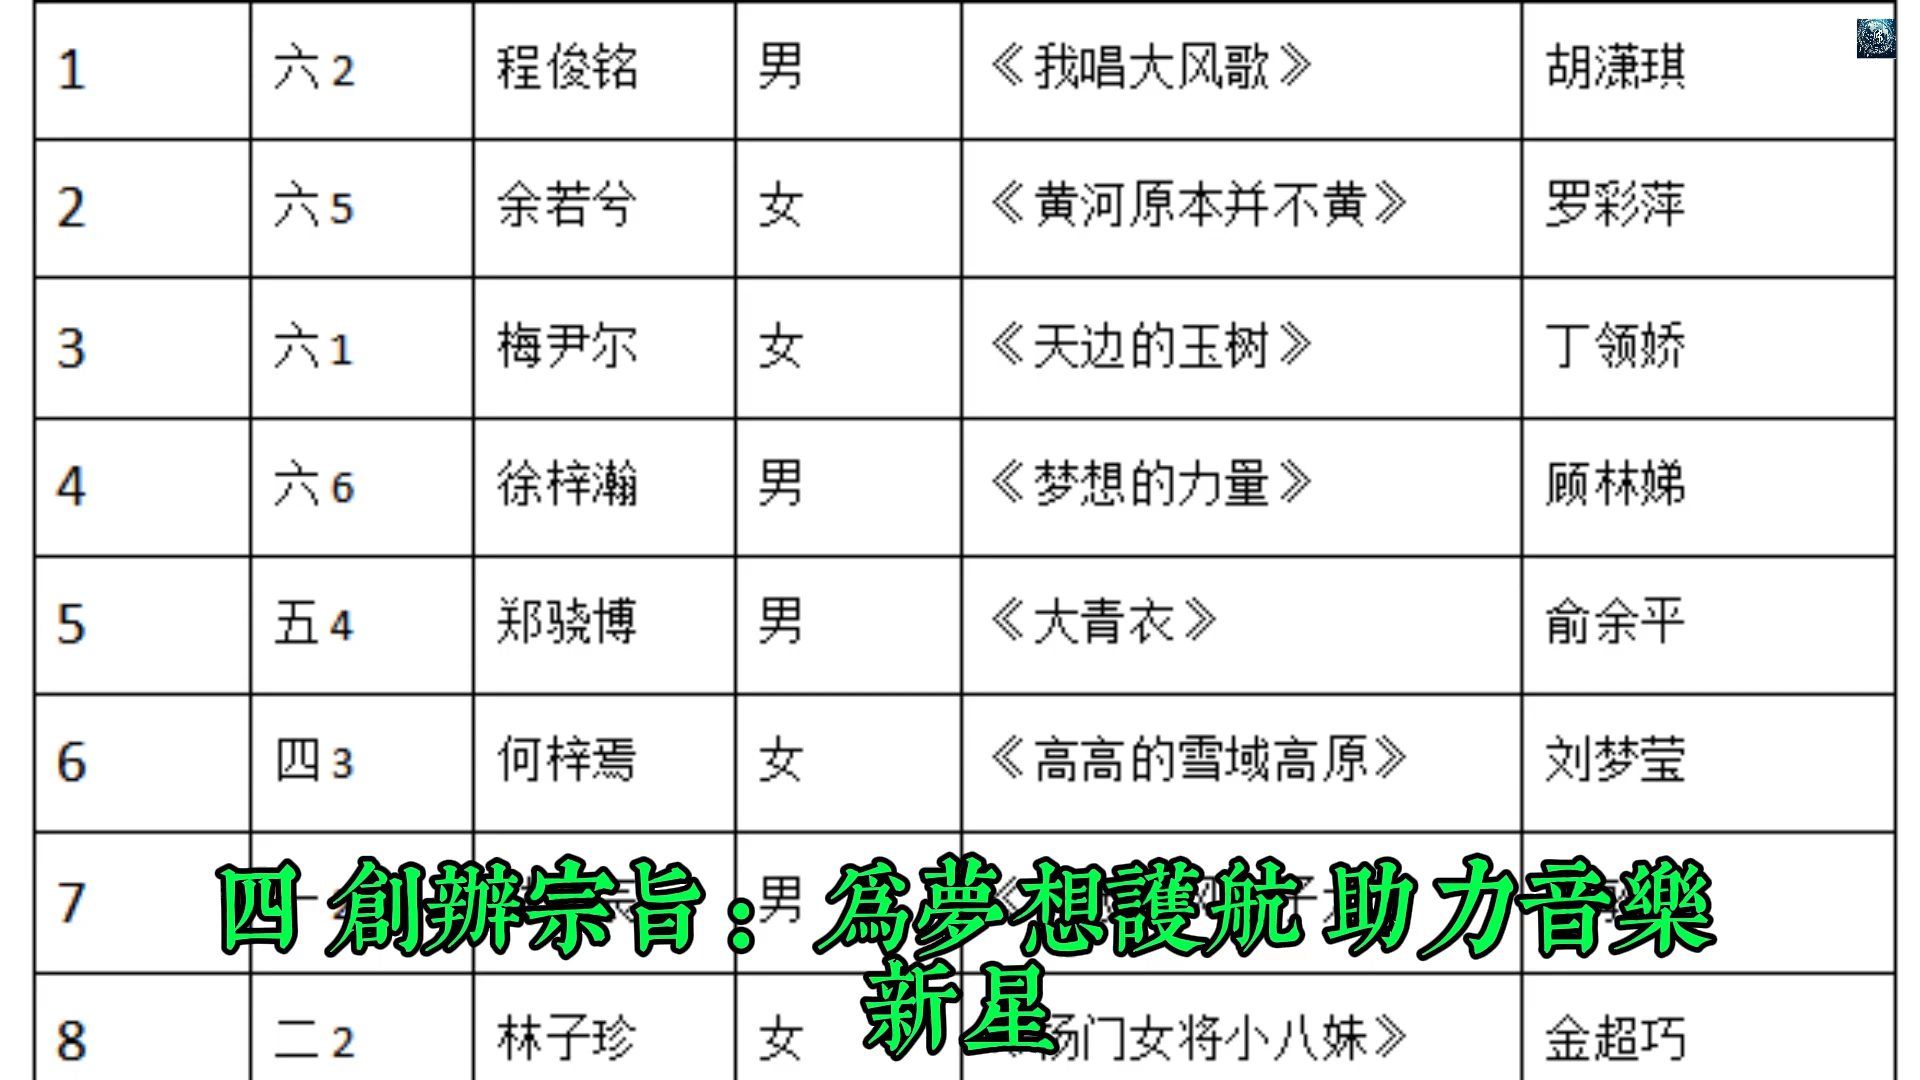 1 六2 程俊铭 男 《我唱大风歌》 胡潇琪
2 六5 余若兮 女 《黄河原本并不黄》 罗彩萍
3 六1 梅尹尔 女 《天边的玉树》 丁领娇
4 六6 徐梓瀚 男 《梦想的力量》 顾林娣
5 五4 郑骁博 男 《大青衣》 俞余平
6 四3 何梓焉 女 《高高的雪域高原》 刘梦莹
7 男
四 創辦宗旨：爲夢想護航 助力音樂
新星
8 二2 林子珍 女 杨门女将小八妹》 金超巧